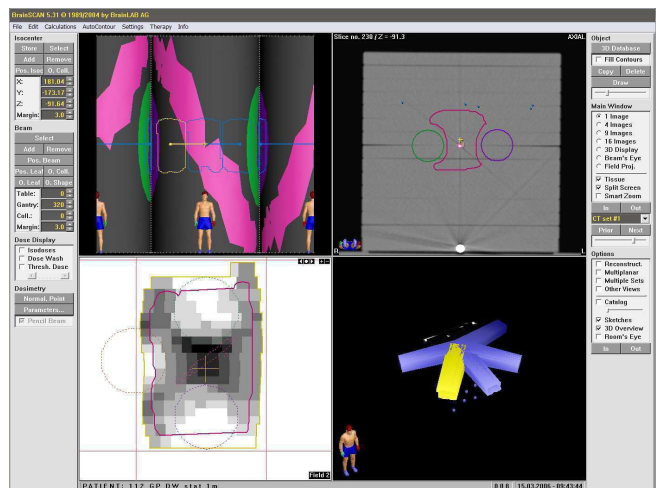 BrainSCAN 5.31 © 1989/2004 by BrainLAB AG
File Edit Calculations AutoContour Settings Therapy Info
Isocenter
Store Select
Add Remove
Pos. Isoc O. Coll.
X: 181.04
Y: -173.17
Z: -91.64
Margin: 3.0
Beam
Select
Add Remove
Pos. Beam
Pos. Leaf O. Coll.
O. Leaf O. Shape
Table: 0
Gantry: 320
Coll.: 0
Margin: 3.0
Dose Display
Isodoses
Dose Wash
Thresh. Dose
Dosimetry
Normal. Point
Parameters...
Pencil Beam
Slice no. 230 / Z = -91.3
AXIAL
R
L
Field 2
PATIENT: 112 GP DW stat 1m
8.0.8 15.03.2006 - 09:43:44
Object
3D Database
Fill Contours
Copy Delete
Draw
Main Window
1 Image
4 Images
9 Images
16 Images
3D Display
Beam's Eye
Field Proj.
Tissue
Split Screen
Smart Zoom
In Out
CT set #1
Prior Next
Options
Reconstruct.
Multiplanar
Multiple Sets
Other Views
Catalog
Sketches
3D Overview
Room's Eye
In Out